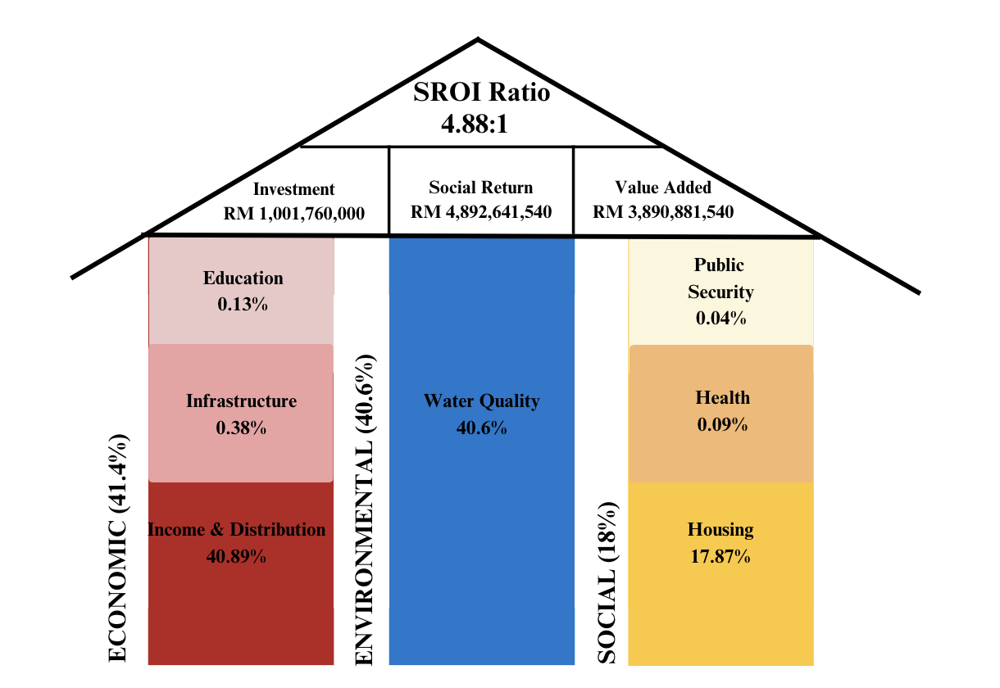 SROI Ratio
4.88:1
Investment
RM 1,001,760,000
Social Return
RM 4,892,641,540
Value Added
RM 3,890,881,540
ECONOMIC (41.4%)
Education
0.13%
Infrastructure
0.38%
Income & Distribution
40.89%
ENVIRONMENTAL (40.6%)
Water Quality
40.6%
SOCIAL (18%)
Public
Security
0.04%
Health
0.09%
Housing
17.87%